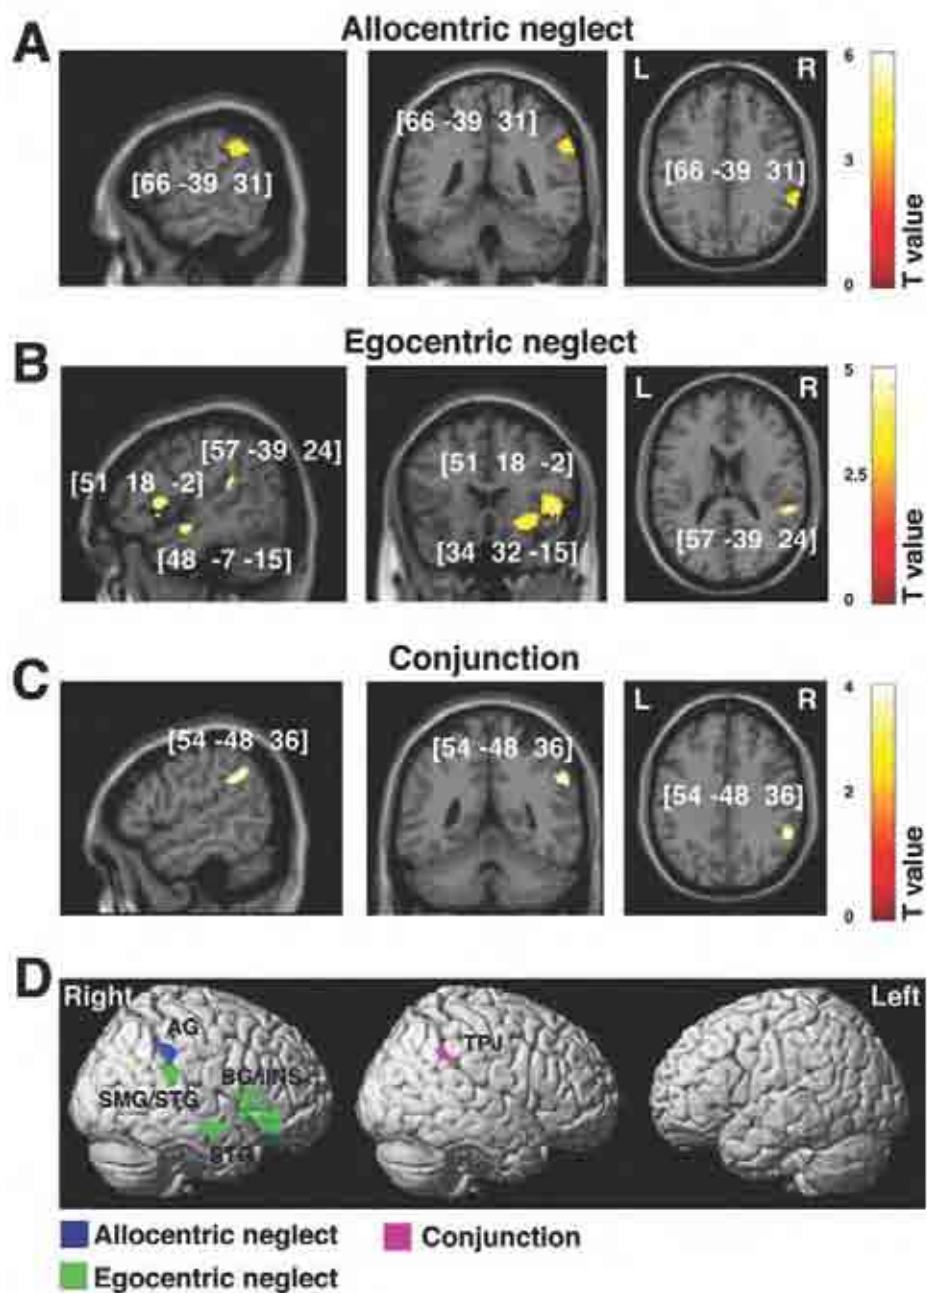 A
Allocentric neglect
[66 -39 31]
[66 -39 31]
L R
[66 -39 31]
6
3
0
T value
B
Egocentric neglect
[57 -39 24]
[51 18 -2]
[48 -7 -15]
[51 18 -2]
[34 32 -15]
L R
[57 -39 24]
5
2.5
0
T value
C
Conjunction
[54 -48 36]
[54 -48 36]
L R
[54 -48 36]
4
2
0
T value
D
Right
AG
SMG/STG
BG/INS
STG
TPJ
Left
Allocentric neglect
Conjunction
Egocentric neglect